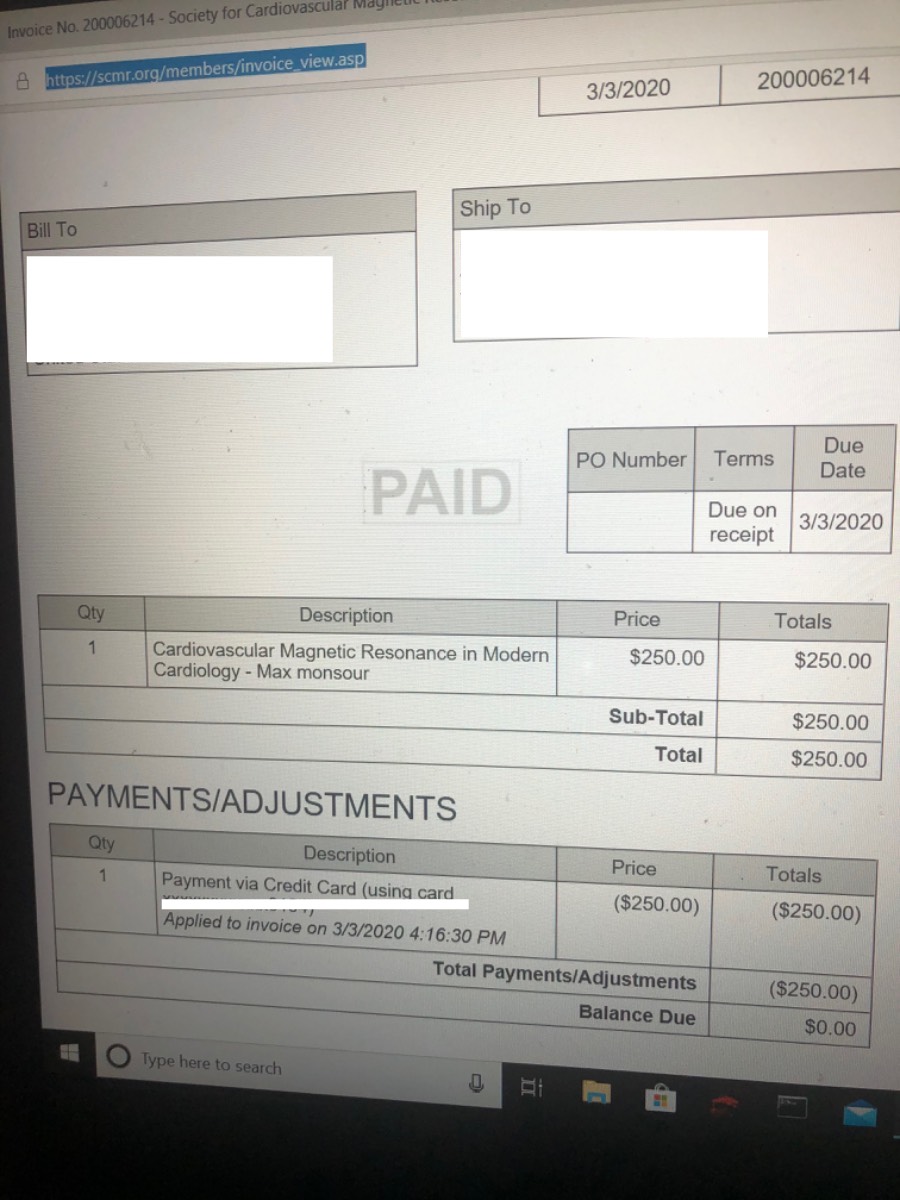 Invoice No. 200006214 - Society for Cardiovascular Magnetic
https://scmr.org/members/invoice_view.asp
3/3/2020 200006214
Bill To
Ship To
PAID
PO Number Terms Due Date
Due on receipt 3/3/2020
Qty Description Price Totals
1 Cardiovascular Magnetic Resonance in Modern $250.00 $250.00
Cardiology - Max monsour
Sub-Total $250.00
Total $250.00
PAYMENTS/ADJUSTMENTS
Qty Description Price Totals
1 Payment via Credit Card (using card ($250.00) ($250.00)
Applied to invoice on 3/3/2020 4:16:30 PM
Total Payments/Adjustments ($250.00)
Balance Due $0.00
Type here to search